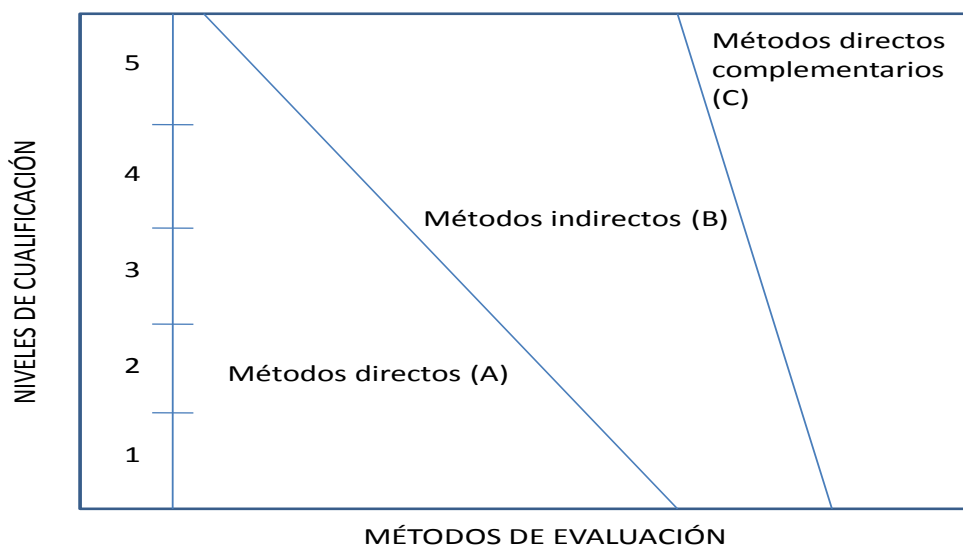 NIVELES DE CUALIFICACIÓN
5
4
3
2
1
Métodos directos
complementarios
(C)
Métodos indirectos (B)
Métodos directos (A)
MÉTODOS DE EVALUACIÓN